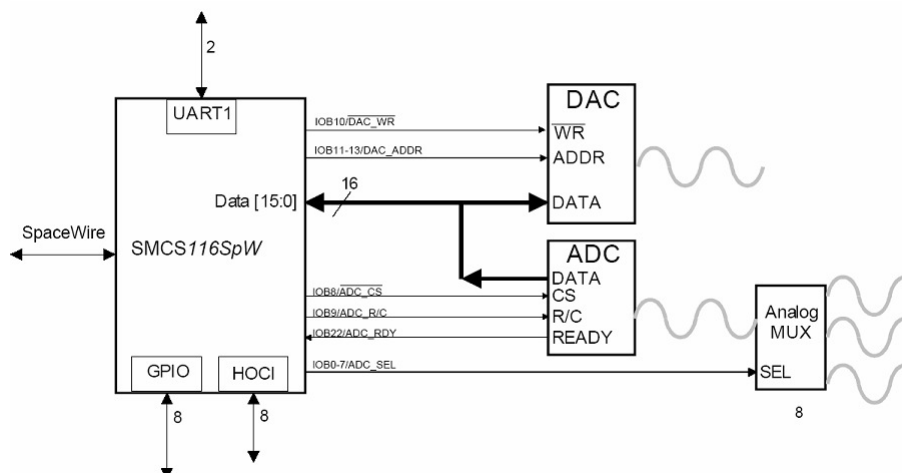 2
UART1
DAC
IOB10/DAC_WR
WR
IOB11-13/DAC_ADDR
ADDR
16
Data [15:0]
DATA
SpaceWire
SMCS116SpW
ADC
DATA
IOB8/ADC_CS
CS
IOB9/ADC_R/C
R/C
Analog
MUX
IOB22/ADC_RDY
READY
GPIO
HOCI
IOB0-7/ADC_SEL
SEL
8
8
8